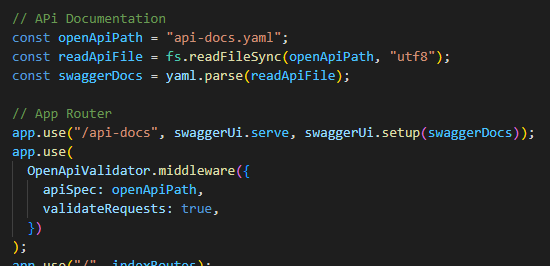 // APi Documentation
const openApiPath = "api-docs.yaml";
const readApiFile = fs.readFileSync(openApiPath, "utf8");
const swaggerDocs = yaml.parse(readApiFile);
// App Router
app.use("/api-docs", swaggerUi.serve, swaggerUi.setup(swaggerDocs));
app.use(
OpenApiValidator.middleware({
apiSpec: openApiPath,
validateRequests: true,
})
);
app.use("/", indexRoutes);